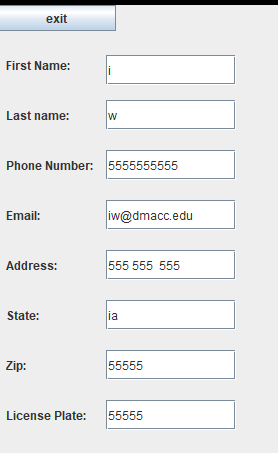 exit
First Name: i
Last name: w
Phone Number: 5555555555
Email: iw@dmacc.edu
Address: 555 555  555
State: ia
Zip: 55555
License Plate: 55555